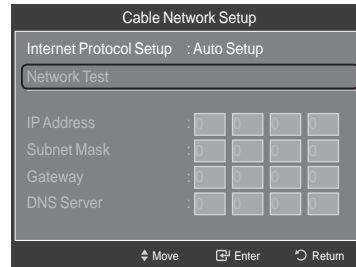 Cable Network Setup
Internet Protocol Setup : Auto Setup
Network Test
IP Address : 0 0 0 0
Subnet Mask : 0 0 0 0
Gateway : 0 0 0 0
DNS Server : 0 0 0 0
Move Enter Return